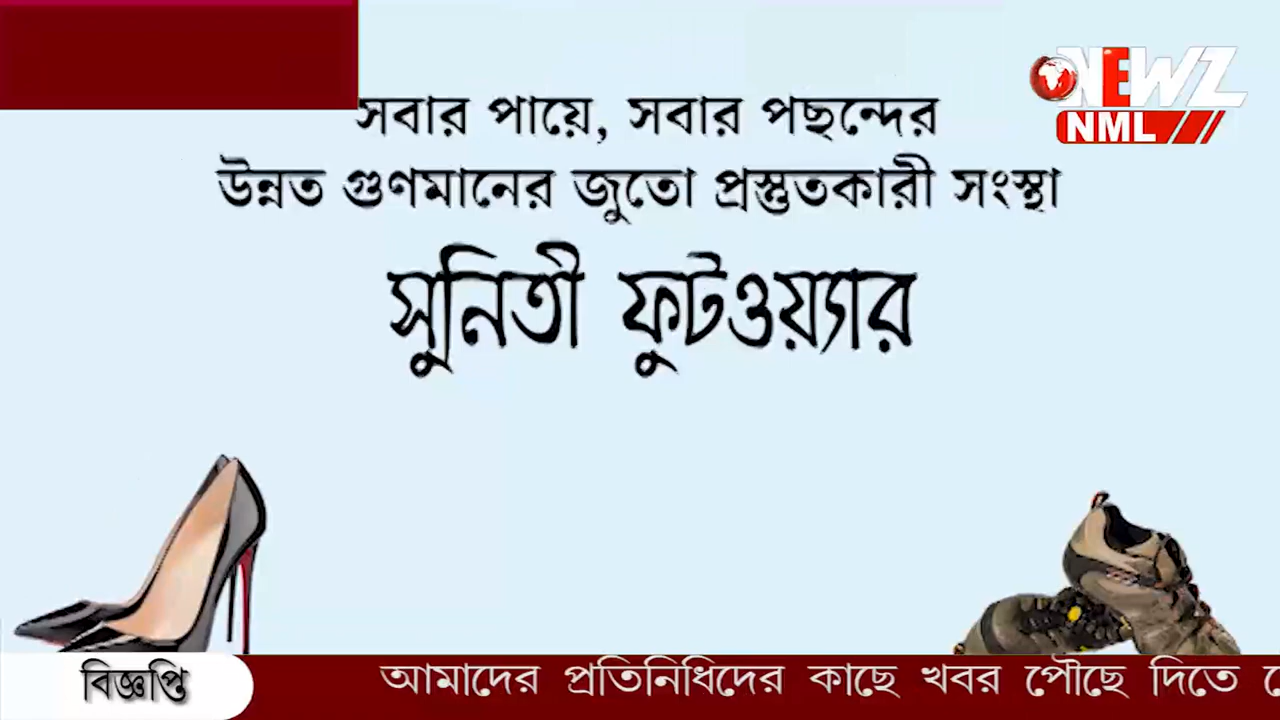 NEWZ
NML
সবার পায়ে, সবার পছন্দের
উন্নত গুণমানের জুতো প্রস্তুতকারী সংস্থা
সুনিতী ফুটওয়্যার
বিজ্ঞপ্তি
আমাদের প্রতিনিধিদের কাছে খবর পৌছে দিতে